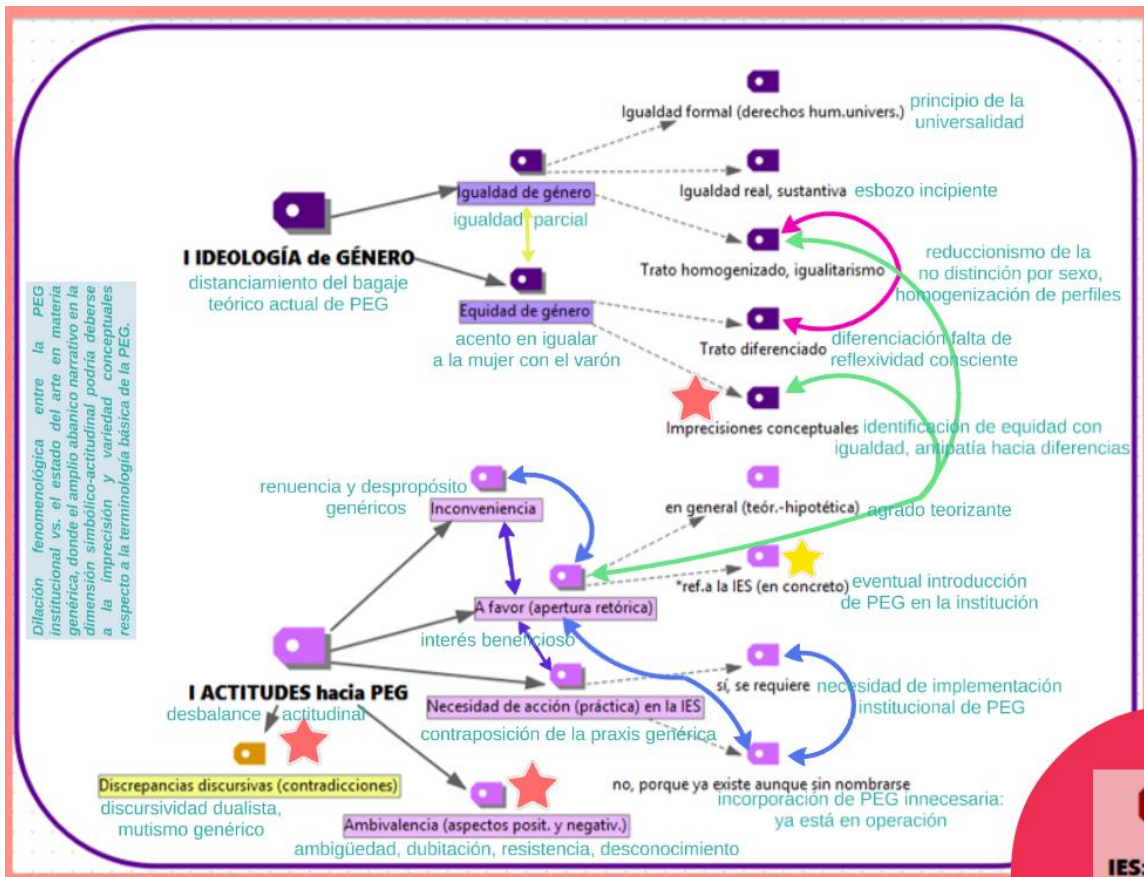 Igualdad formal (derechos hum.univers.)
principio de la
universalidad
Igualdad real, sustantiva
esbozo incipiente
Igualdad de género
igualdad parcial
I IDEOLOGÍA de GÉNERO
distanciamiento del bagaje
teórico actual de PEG
Trato homogenizado, igualitarismo
reduccionismo de la
no distinción por sexo,
homogenización de perfiles
Equidad de género
acento en igualar
a la mujer con el varón
Trato diferenciado
diferenciación falta de
reflexividad consciente
Imprecisiones conceptuales
identificación de equidad con
igualdad, antipatía hacia diferencias
Dilación fenomenológica entre la PEG
institucional vs. el estado del arte en materia
genérica, donde el amplio abanico narrativo en la
dimensión simbólico-actitudinal podría deberse
a la imprecisión y variedad conceptuales
respecto a la terminología básica de la PEG.
renuencia y despropósito
genéricos
Inconveniencia
en general (teór.-hipotética)
agrado teorizante
*ref.a la IES (en concreto)
eventual introducción
de PEG en la institución
A favor (apertura retórica)
interés beneficioso
I ACTITUDES hacia PEG
desbalance actitudinal
sí, se requiere
necesidad de implementación
institucional de PEG
Necesidad de acción (práctica) en la IES
contraposición de la praxis genérica
no, porque ya existe aunque sin nombrarse
incorporación de PEG innecesaria:
ya está en operación
Discrepancias discursivas (contradicciones)
discursividad dualista,
mutismo genérico
Ambivalencia (aspectos posit. y negativ.)
ambigüedad, dubitación, resistencia, desconocimiento
IES: